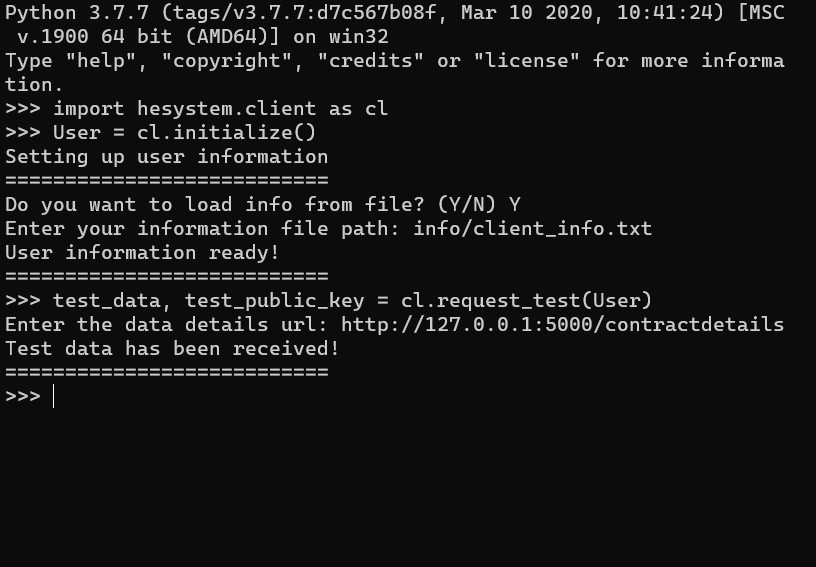 Python 3.7.7 (tags/v3.7.7:d7c567b08f, Mar 10 2020, 10:41:24) [MSC
 v.1900 64 bit (AMD64)] on win32
Type "help", "copyright", "credits" or "license" for more informa
tion.
>>> import hesystem.client as cl
>>> User = cl.initialize()
Setting up user information
===========================
Do you want to load info from file? (Y/N) Y
Enter your information file path: info/client_info.txt
User information ready!
===========================
>>> test_data, test_public_key = cl.request_test(User)
Enter the data details url: http://127.0.0.1:5000/contractdetails
Test data has been received!
===========================
>>>